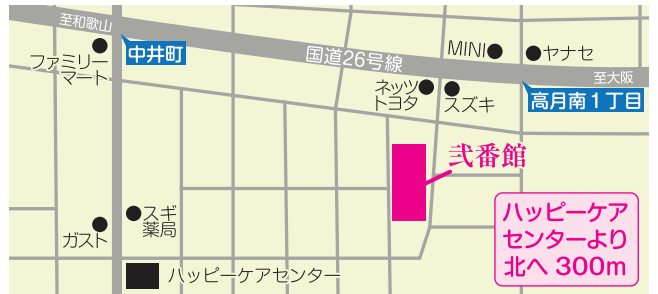 至和歌山
ファミリー
マート
中井町
国道26号線
MINI
ヤナセ
至大阪
ネッツ
トヨタ
スズキ
高月南1丁目
弐番館
スギ
薬局
ガスト
ハッピーケアセンター
ハッピーケア
センターより
北へ 300m